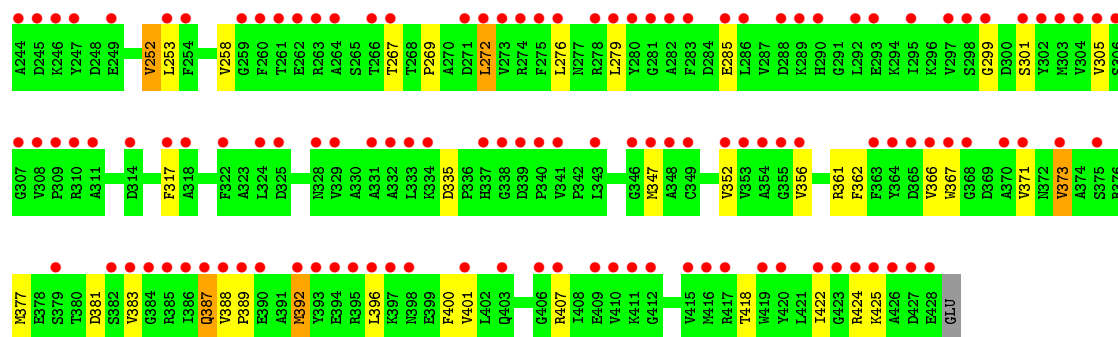 A244 D245 K246 Y247 D248 E249 V252 L253 F254 V258 G259 F260 T261 E262 R263 A264 S265 T266 T267 T268 P269 A270 D271 L272 V273 R274 F275 L276 N277 R278 L279 Y280 G281 A282 F283 D284 E285 L286 V287 D288 K289 H290 G291 L292 E293 K294 I295 K296 V297 S298 G299 D300 S301 Y302 M303 V304 V305 S306
G307 V308 P309 R310 A311 D314 F317 A318 F322 A323 L324 D325 N328 V329 A330 A331 A332 L333 K334 D335 P336 H337 G338 D339 P340 V341 P342 L343 G346 M347 A348 C349 V352 V353 A354 G355 V356 R361 F362 F363 Y364 D365 V366 W367 G368 D369 A370 V371 N372 V373 A374 S375 R376
M377 E378 S379 T380 D381 S382 V383 G384 R385 I386 Q387 V388 P389 E390 A391 M392 Y393 E394 R395 L396 K397 N398 E399 F400 V401 L402 Q403 G406 R407 I408 E409 V410 K411 G412 V415 M416 R417 T418 W419 Y420 L421 I422 G423 R424 K425 A426 D427 E428 GLU